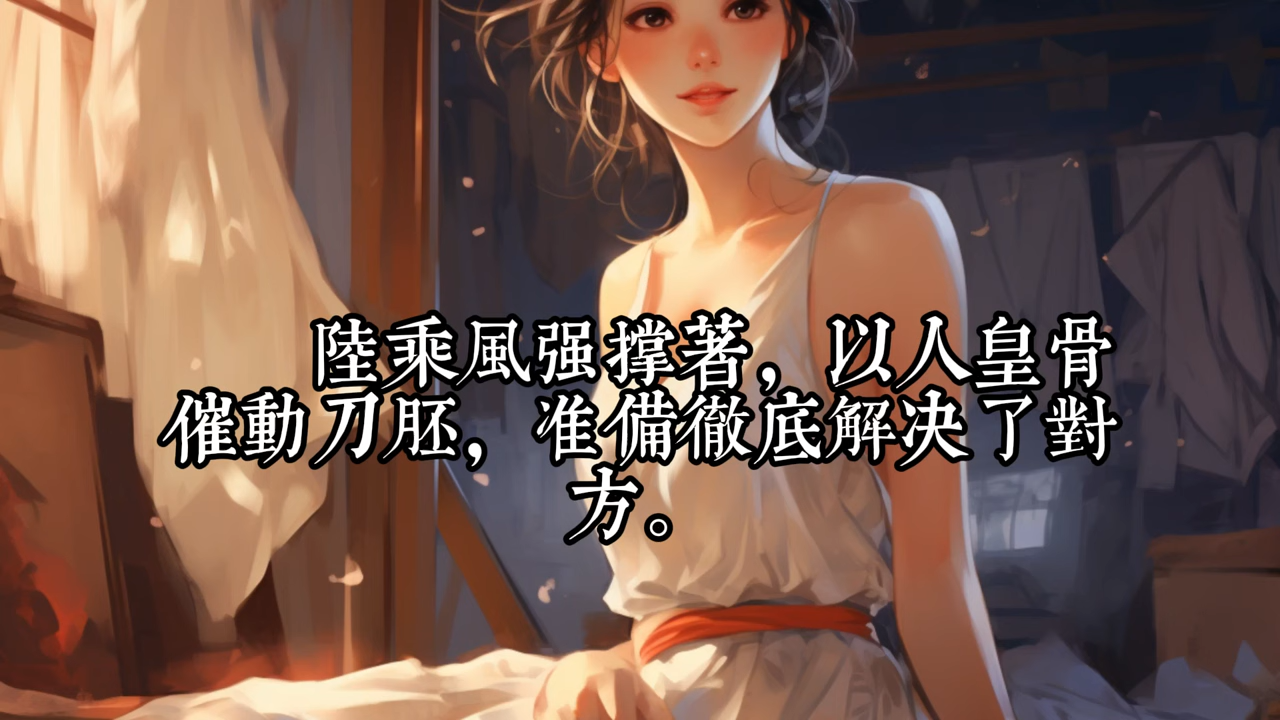 陸乘風强撐著，以人皇骨
催動刀胚，准備徹底解决了對
方。